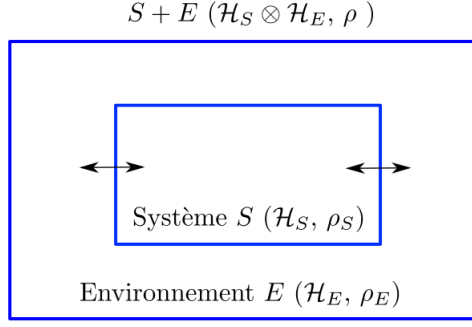 S + E (ℋ_S ⊗ ℋ_E, ρ )
Système S (ℋ_S, ρ_S)
Environnement E (ℋ_E, ρ_E)